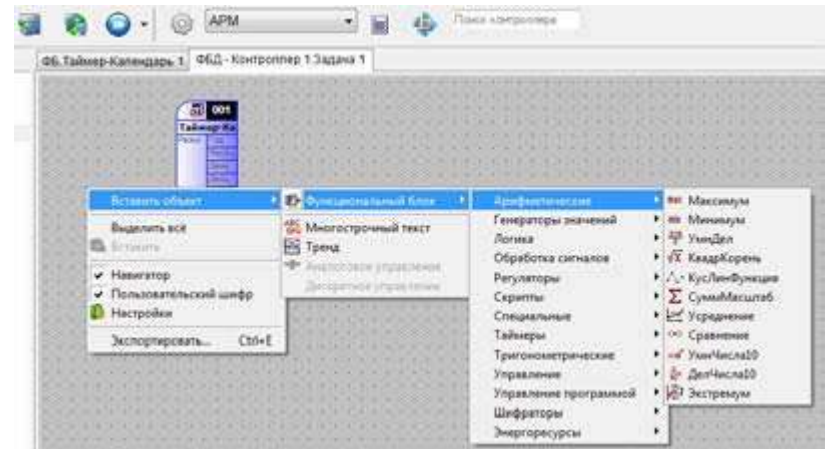 АРМ
Поиск контроллера
ФБ.Таймер-Календарь 1
ФБД - Контроллер 1:Задача 1
001
Таймер-Ка
Вставить объект
Выделить всё
Вставить
Навигатор
Пользовательский шифр
Настройки
Экспортировать... Ctrl+E
Функциональный блок
Многострочный текст
Тренд
Аналоговое управление
Дискретное управление
Арифметические
Генераторы значений
Логика
Обработка сигналов
Регуляторы
Скрипты
Специальные
Таймеры
Тригонометрические
Управление
Управление программой
Шифраторы
Энергоресурсы
Максимум
Минимум
УмнДел
КвадрКорень
КусЛинФункция
СуммМасштаб
Усреднение
Сравнение
УмнЧисла10
ДелЧисла10
Экстремум